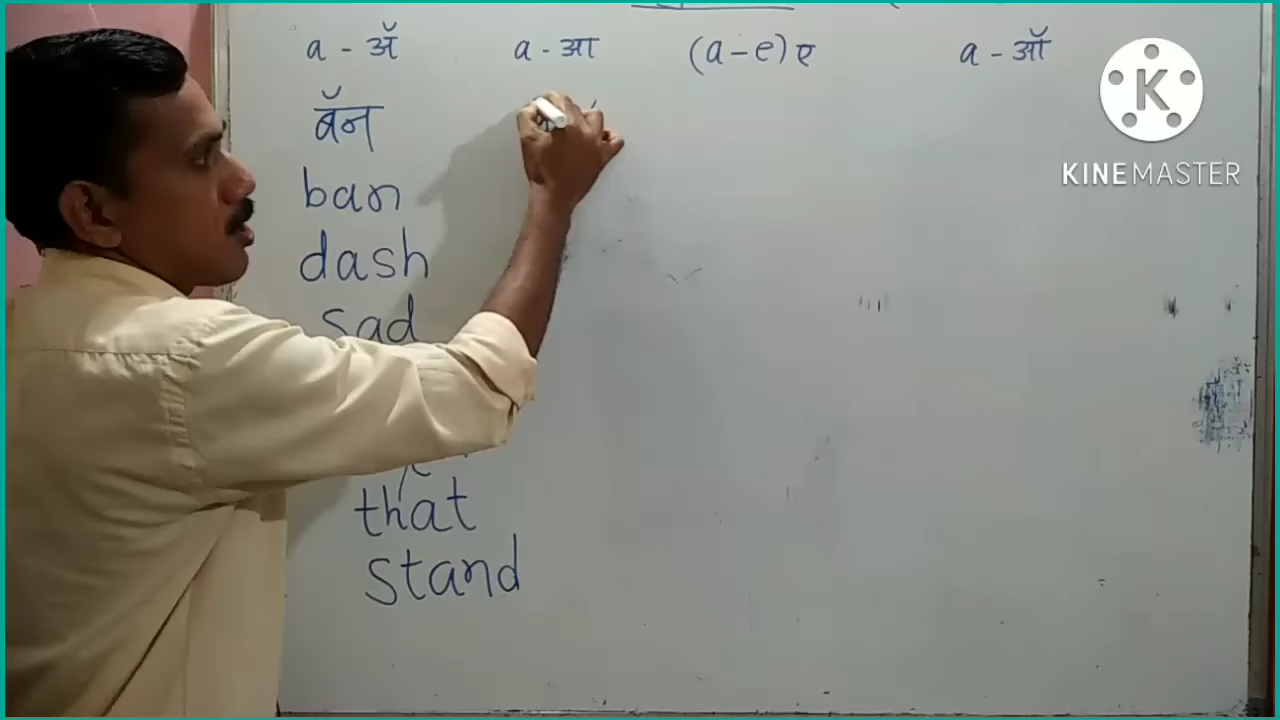 a - ॲ a - आ (a-e) ए a - ऑ
बॅन
ban
dash
sad
that
stand
K
KINEMASTER